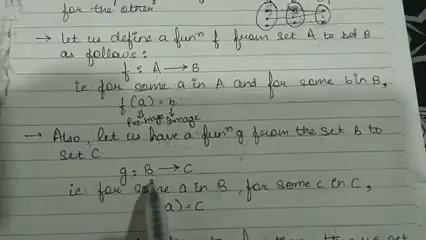 for the other
→ let us define a funⁿ f from set A to set B
as follows:
f : A → B
ie for some a in A and for some b in B,
f(a) = b
Pre image image
→ Also, let us have a funⁿ g from the set B to
set C
g : B → C
ie. for some a in B, for some c in C,
a) = C